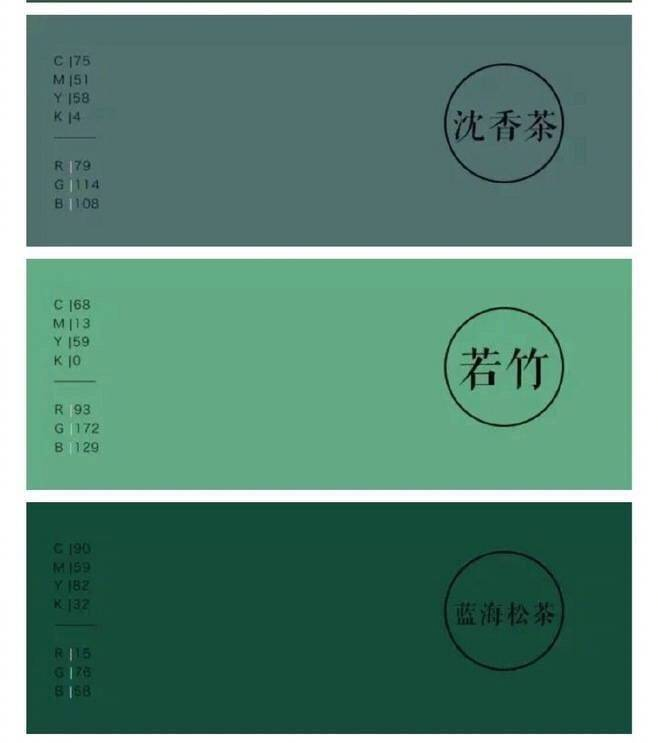 C |75
M |51
Y |58
K |4
R |79
G |114
B |108
沈香茶
C |68
M |13
Y |59
K |0
R |93
G |172
B |129
若竹
C |90
M |59
Y |82
K |32
R |15
G |76
B |58
蓝海松茶